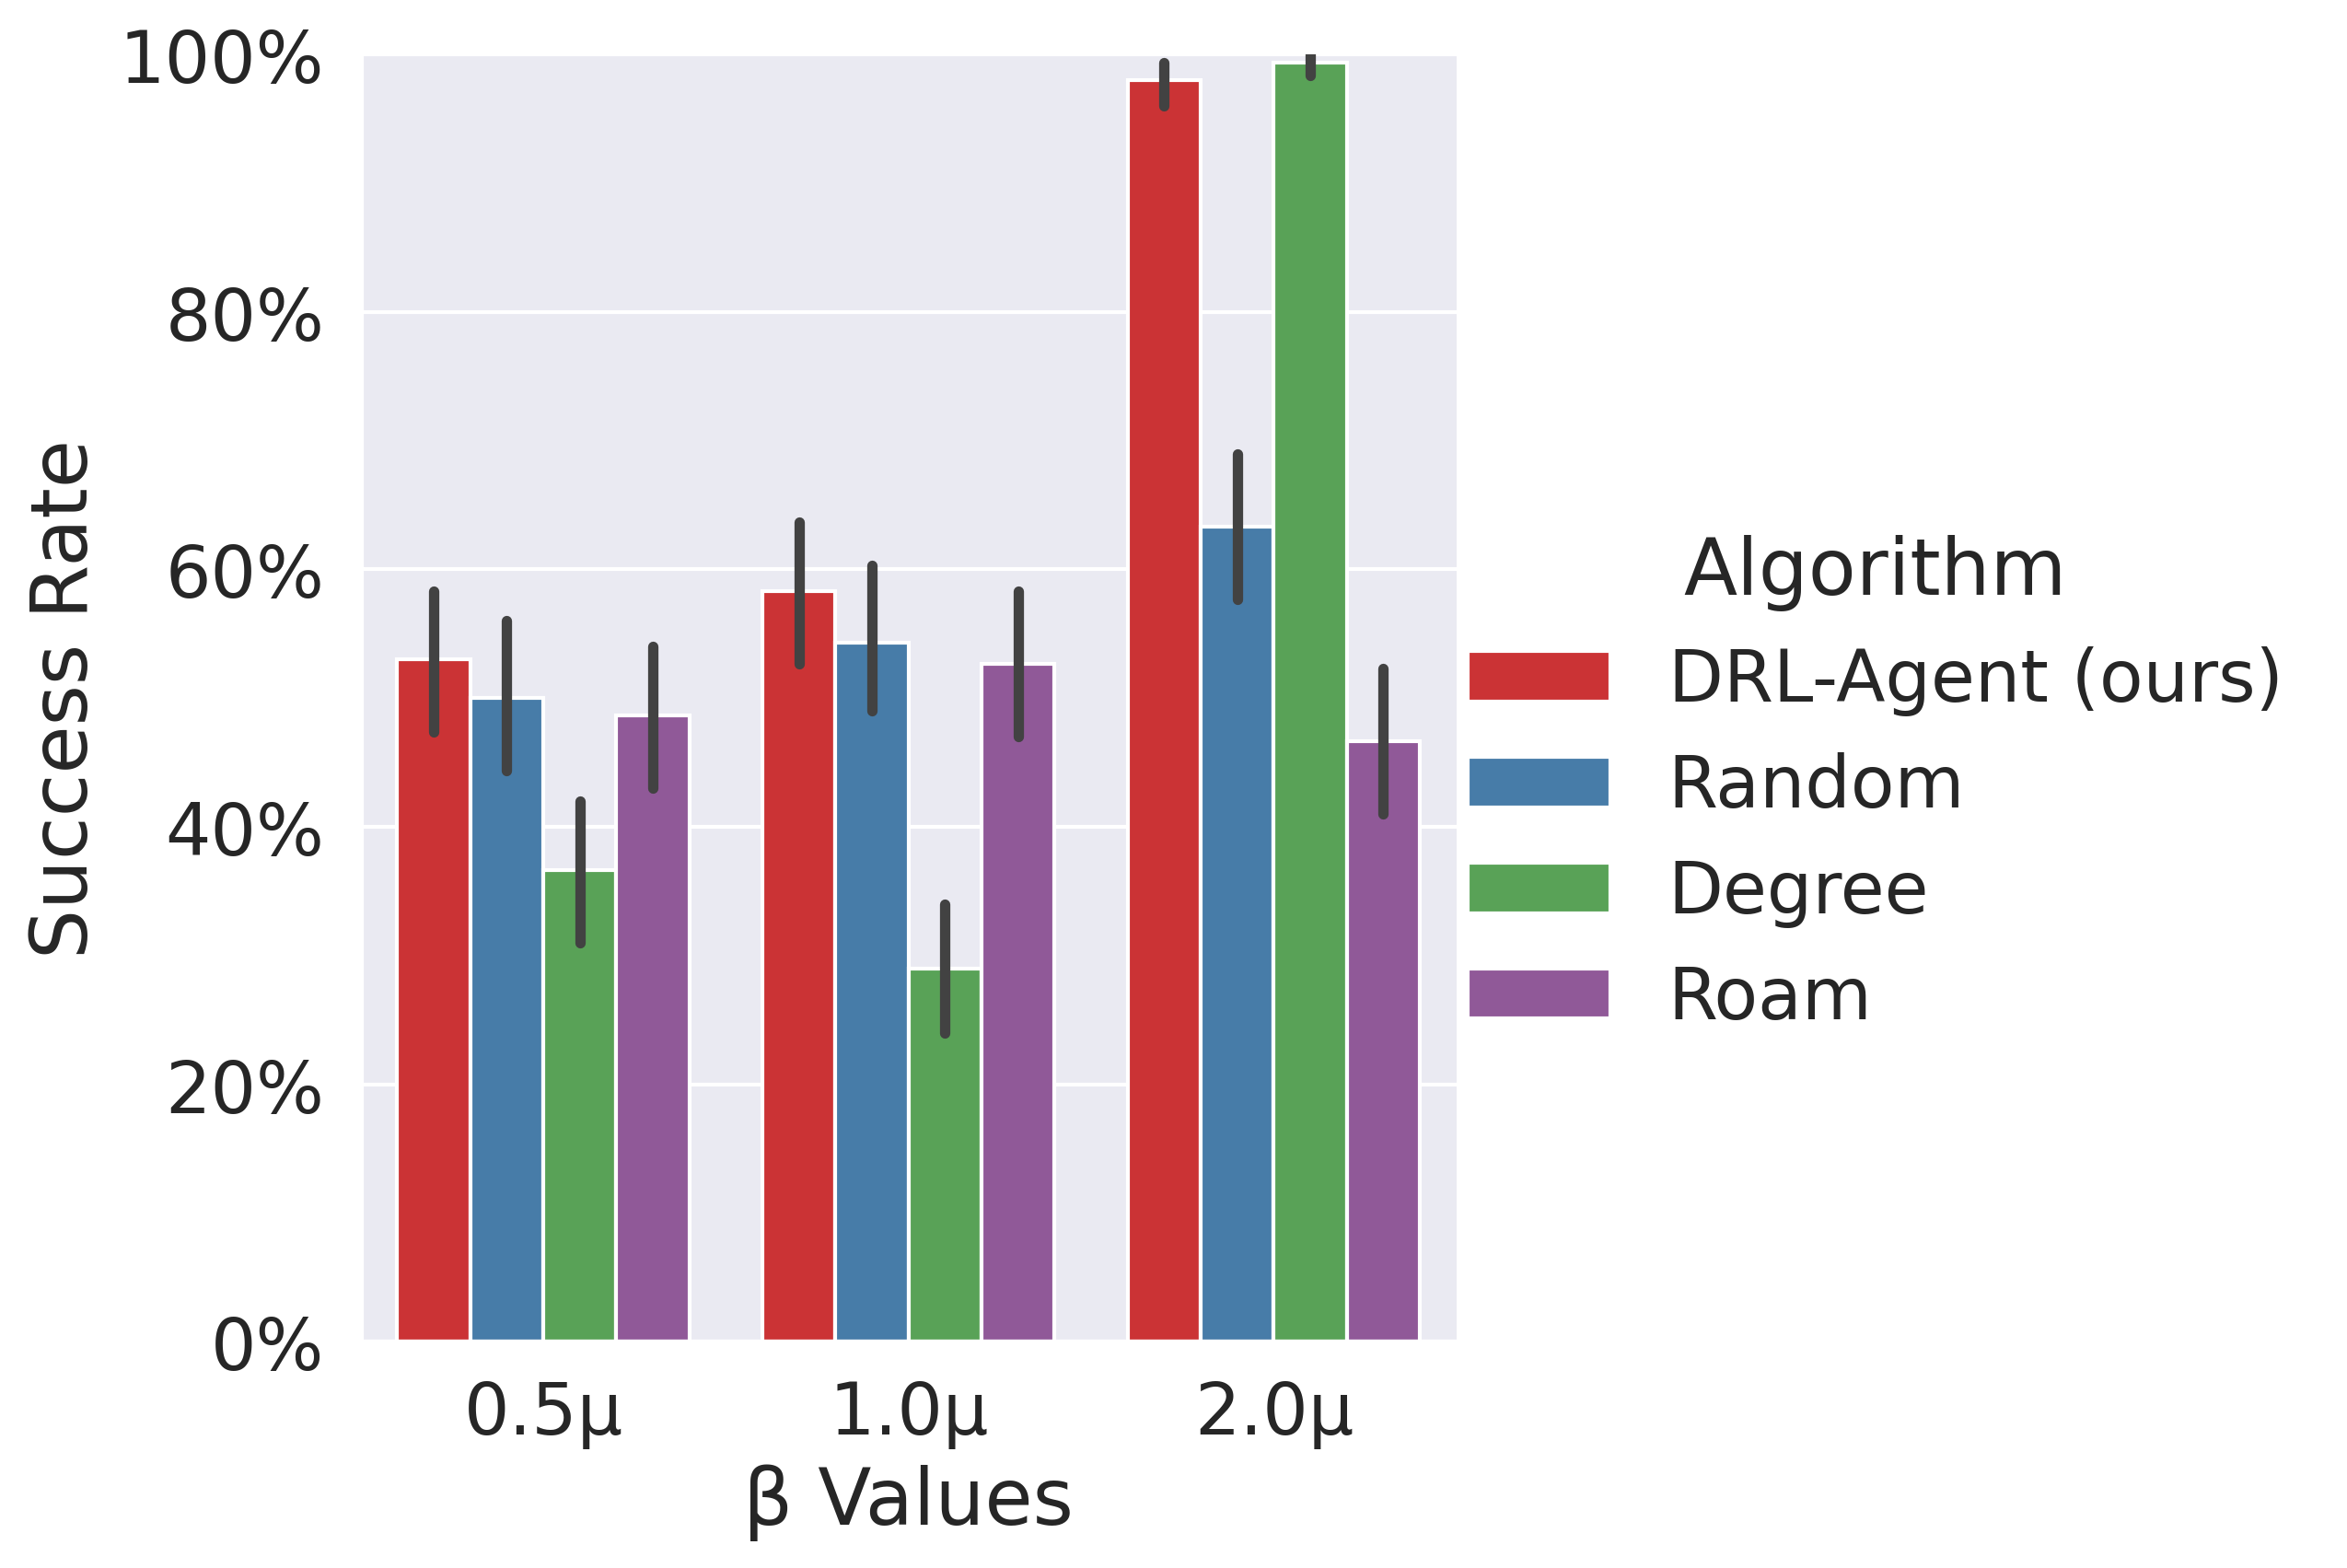 100%
80%
60%
40%
20%
0%
Success Rate
0.5µ
1.0µ
2.0µ
β Values
Algorithm
DRL-Agent (ours)
Random
Degree
Roam